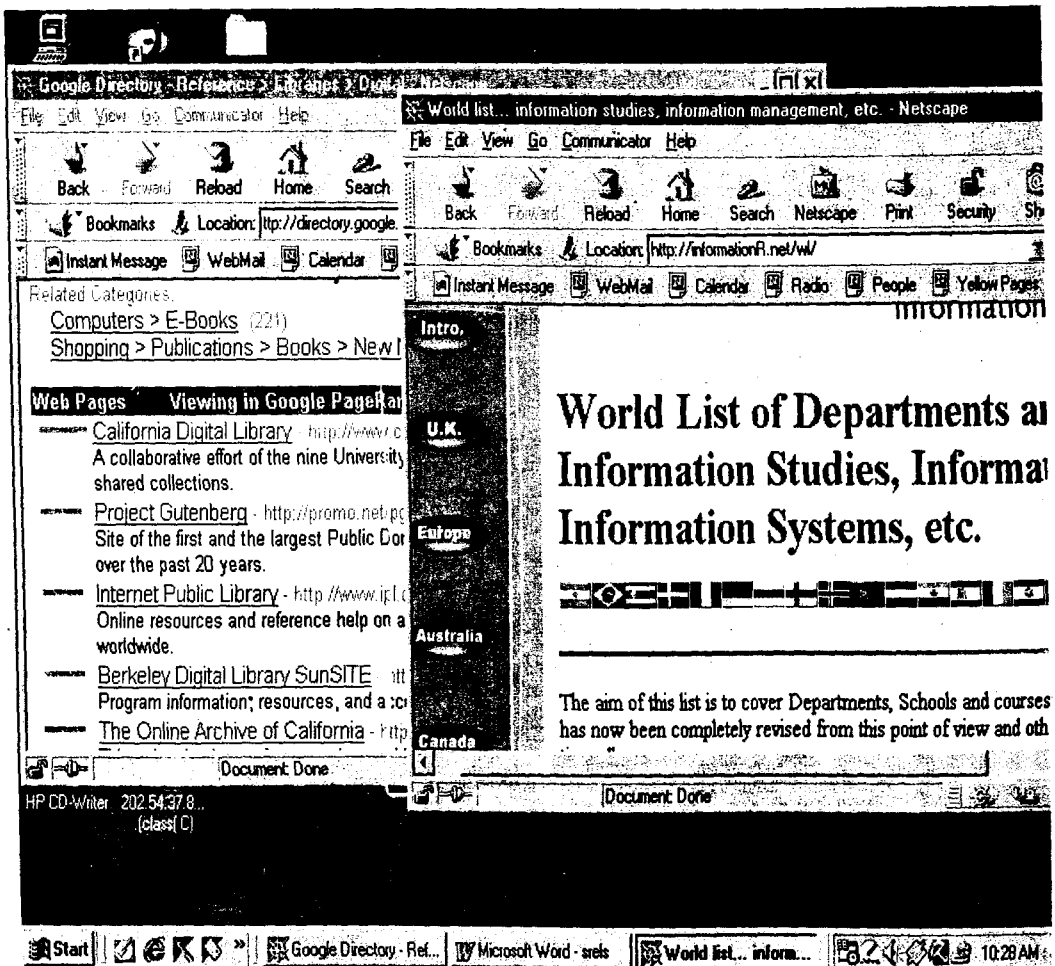 Google Directory - Reference > Libraries > Digital
File Edit View Go Communicator Help
Back Forward Reload Home Search
Bookmarks Location: ttp://directory.google.
Instant Message WebMail Calendar
Related Categories:
Computers > E-Books (221)
Shopping > Publications > Books > New
Web Pages Viewing in Google PageRan
California Digital Library - http://www.c
A collaborative effort of the nine University
shared collections.
Project Gutenberg - http://promo.net/pg
Site of the first and the largest Public Do
over the past 20 years.
Internet Public Library - http://www.ipl.o
Online resources and reference help on a
worldwide.
Berkeley Digital Library SunSITE - htt
Program information; resources, and
The Online Archive of California - http
Document: Done
World list... information studies, information management, etc. - Netscape
File Edit View Go Communicator Help
Back Forward Reload Home Search Netscape Print Security Sh
Bookmarks Location: http://informationR.net/wl/
Instant Message WebMail Calendar Radio People Yellow Pages
Information
Intro.
U.K.
Europe
Australia
Canada
World List of Departments a
Information Studies, Informa
Information Systems, etc.
The aim of this list is to cover Departments, Schools and courses
has now been completely revised from this point of view and oth
Document: Done
HP CD-Writer 202.54.37.8...
(class( C)
Start Google Directory - Ref... Microsoft Word - srels World list... inform... 10:28 AM